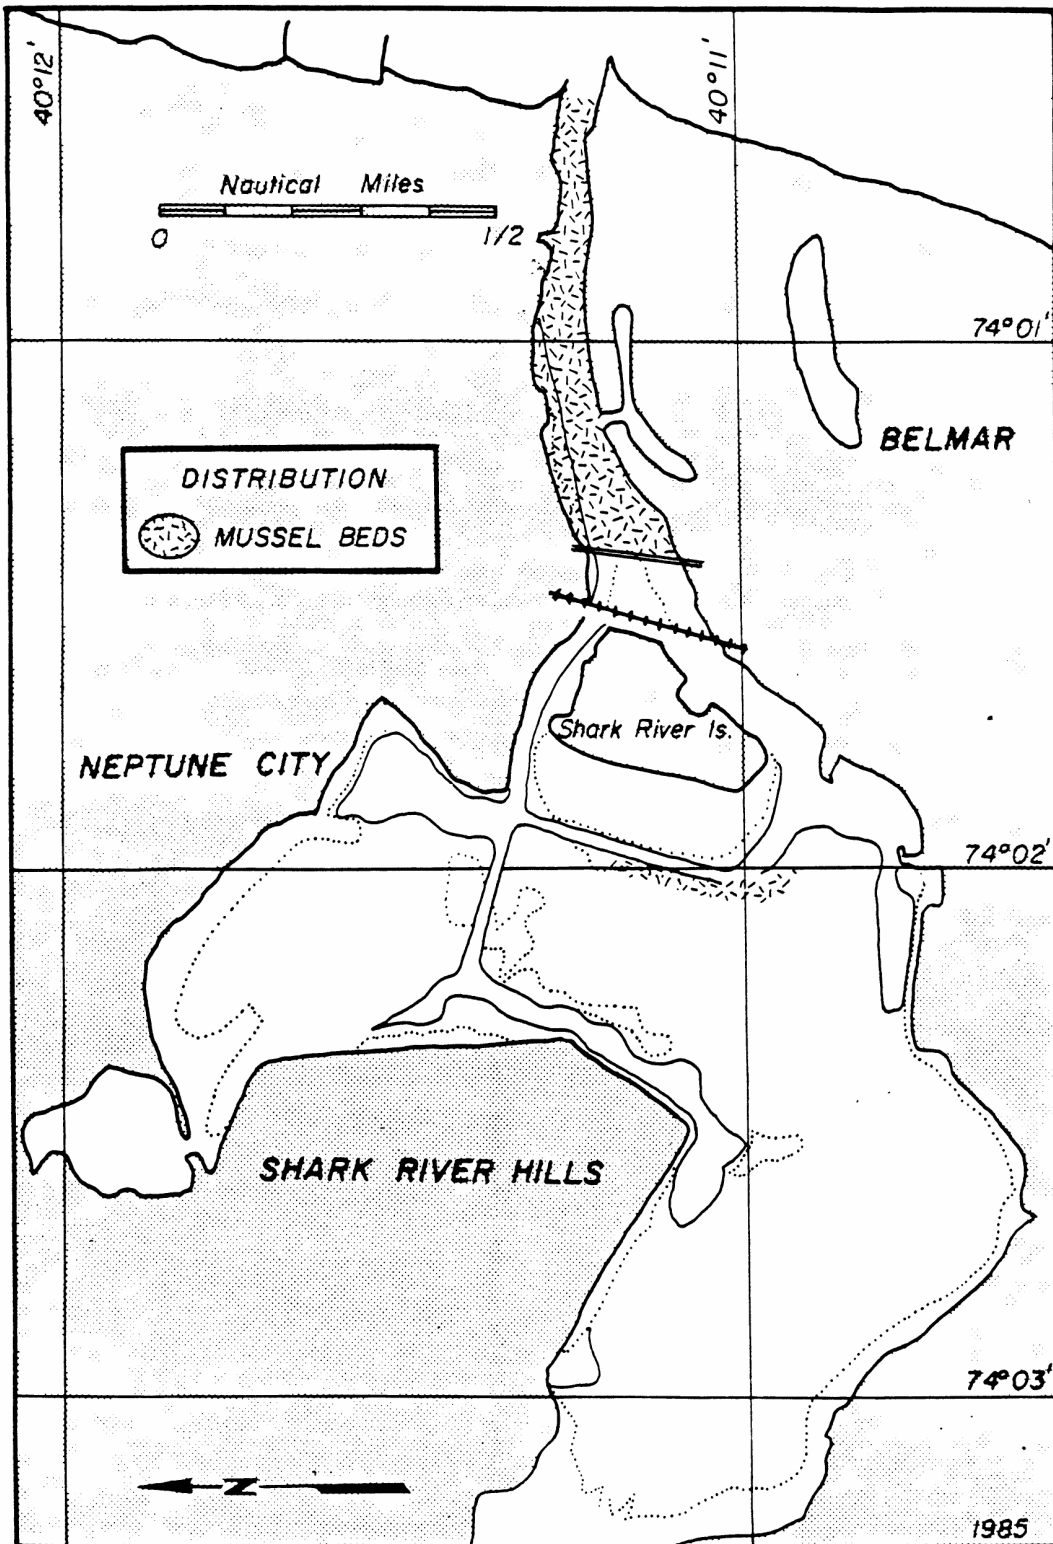 40°12'
40°11'
Nautical Miles
0 1/2
74°01'
BELMAR
DISTRIBUTION
MUSSEL BEDS
Shark River Is.
NEPTUNE CITY
74°02'
SHARK RIVER HILLS
74°03'
N
1985